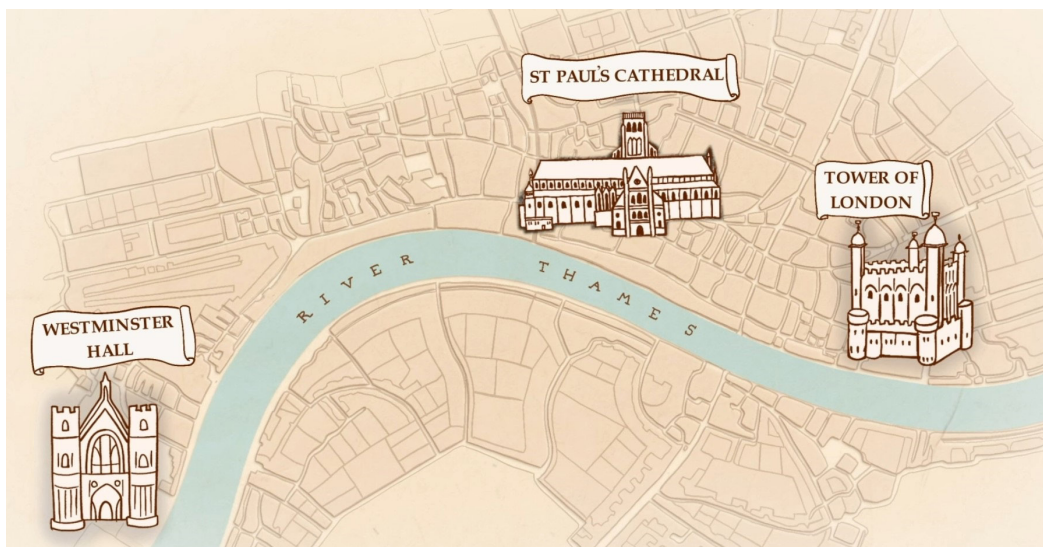 ST PAUL'S CATHEDRAL
TOWER OF
LONDON
RIVER THAMES
WESTMINSTER
HALL